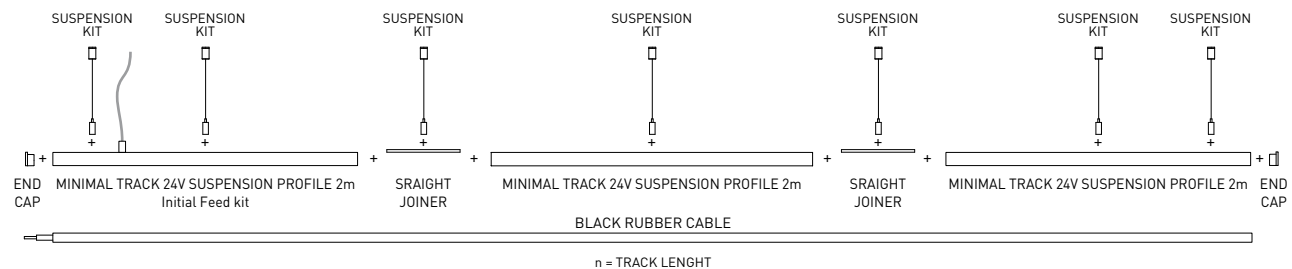 SUSPENSION
KIT
SUSPENSION
KIT
SUSPENSION
KIT
SUSPENSION
KIT
SUSPENSION
KIT
SUSPENSION
KIT
SUSPENSION
KIT
+
+
+
+
+
+
+
+
+
+
+
+
+
END
CAP
MINIMAL TRACK 24V SUSPENSION PROFILE 2m
Initial Feed kit
SRAIGHT
JOINER
MINIMAL TRACK 24V SUSPENSION PROFILE 2m
SRAIGHT
JOINER
MINIMAL TRACK 24V SUSPENSION PROFILE 2m
END
CAP
BLACK RUBBER CABLE
n = TRACK LENGHT